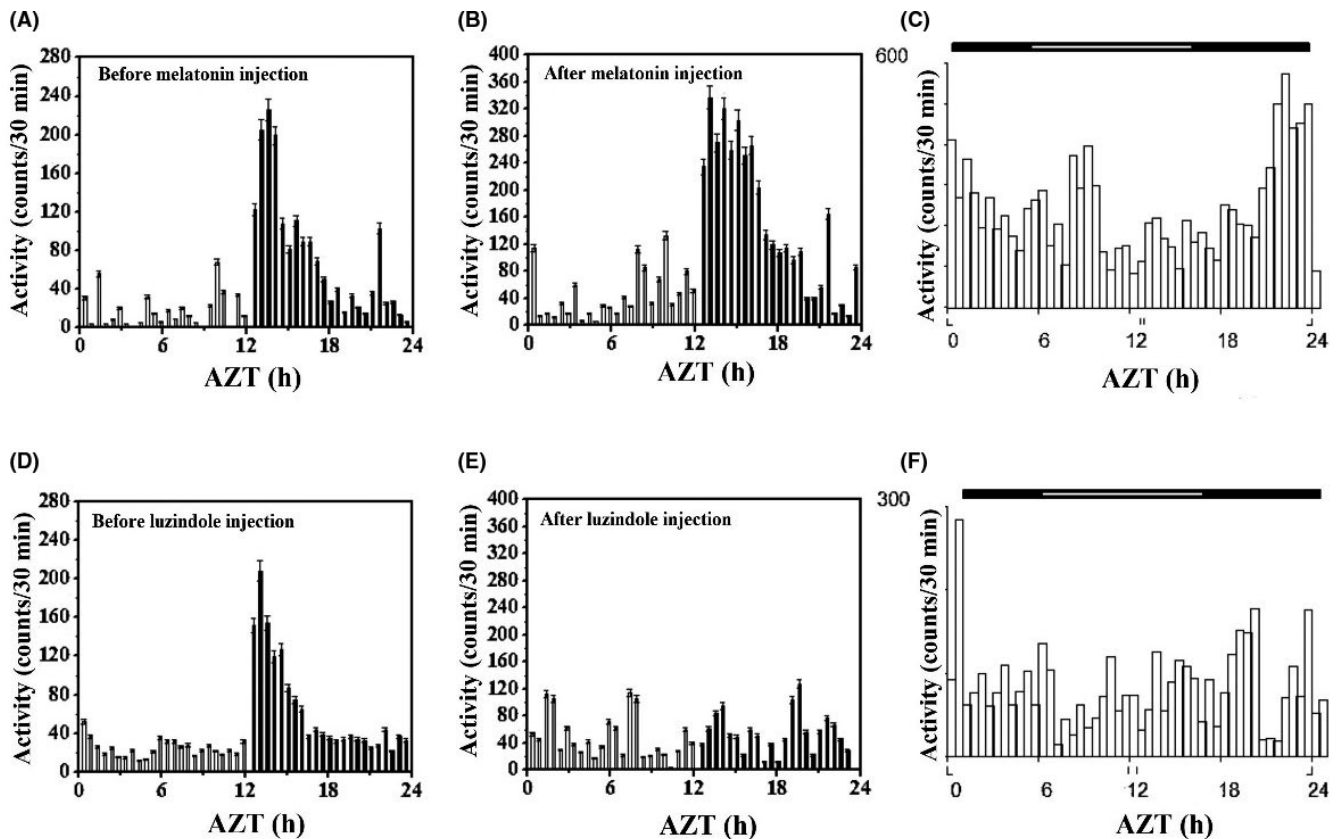 (A)
Activity (counts/30 min)
280
240
200
160
120
80
40
0
Before melatonin injection
0 6 12 18 24
AZT (h)
(B)
Activity (counts/30 min)
400
360
320
280
240
200
160
120
80
40
0
After melatonin injection
0 6 12 18 24
AZT (h)
(C)
600
Activity (counts/30 min)
0 6 12 18 24
AZT (h)
(D)
Activity (counts/30 min)
280
240
200
160
120
80
40
0
Before luzindole injection
0 6 12 18 24
AZT (h)
(E)
Activity (counts/30 min)
400
360
320
280
240
200
160
120
80
40
0
After luzindole injection
0 6 12 18 24
AZT (h)
(F)
300
Activity (counts/30 min)
0 6 12 18 24
AZT (h)